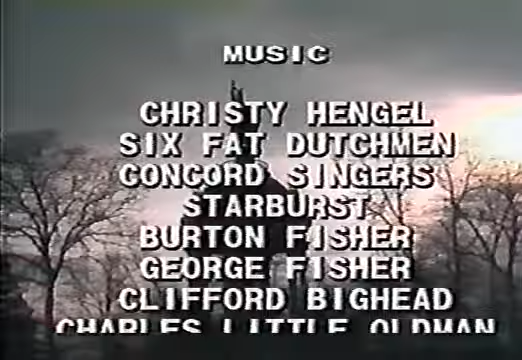 MUSIC
CHRISTY HENGEL
SIX FAT DUTCHMEN
CONCORD SINGERS
STARBURST
BURTON FISHER
GEORGE FISHER
CLIFFORD BIGHEAD
CHARLES LITTLE OLDMAN